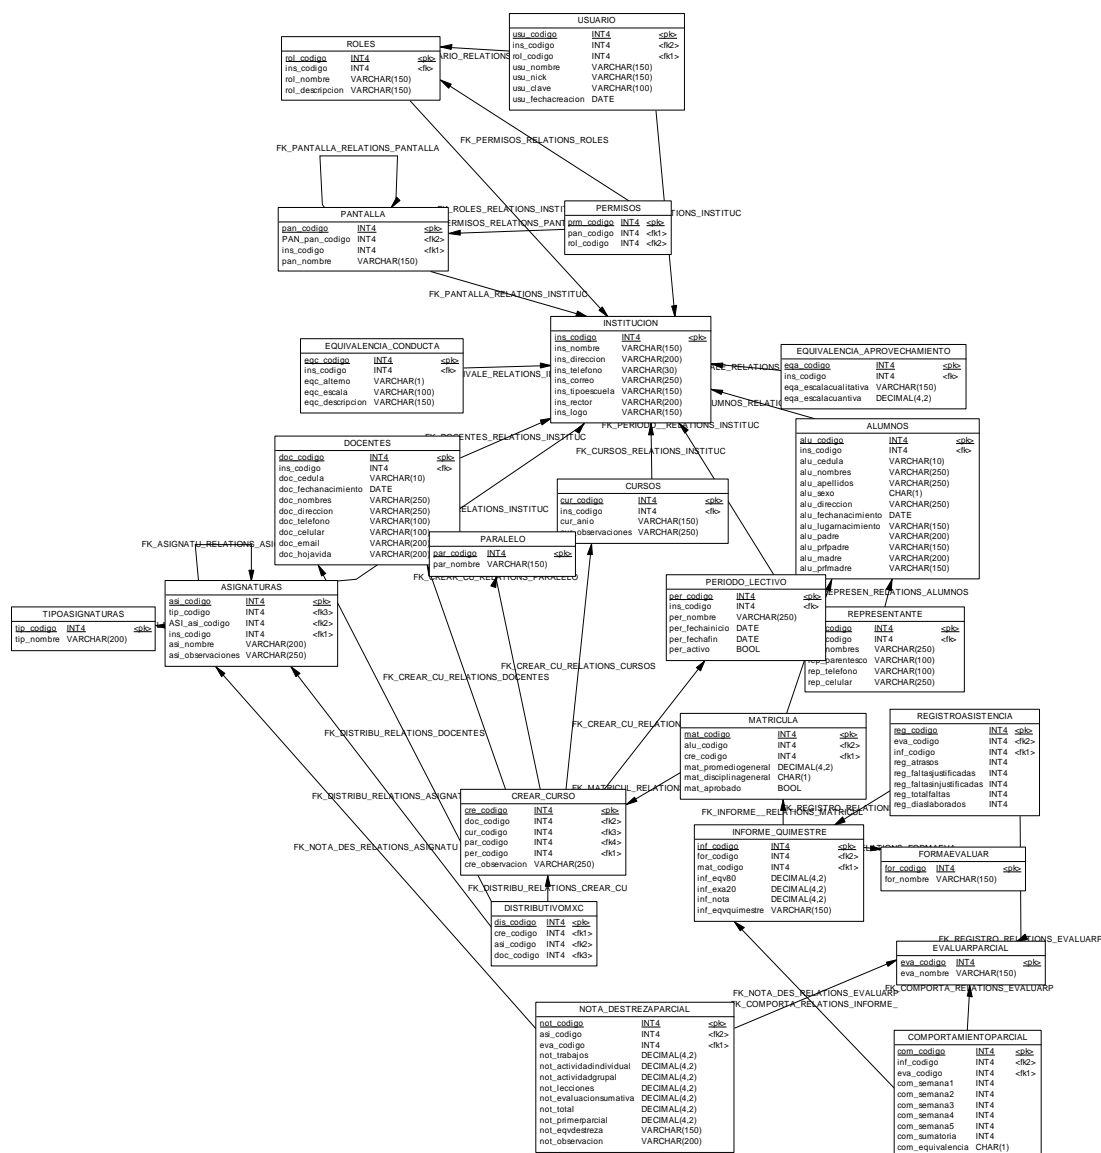 USUARIO
usu_codigo INT4 <pk>
ins_codigo INT4 <fk2>
rol_codigo INT4 <fk1>
usu_nombre VARCHAR(150)
usu_nick VARCHAR(150)
usu_clave VARCHAR(100)
usu_fechacreacion DATE
ROLES
rol_codigo INT4 <pk>
ins_codigo INT4 <fk>
rol_nombre VARCHAR(150)
rol_descripcion VARCHAR(150)
FK_PERMISOS_RELATIONS_ROLES
FK_PANTALLA_RELATIONS_PANTALLA
PANTALLA
pan_codigo INT4 <pk>
PAN_pan_codigo INT4 <fk2>
ins_codigo INT4 <fk1>
pan_nombre VARCHAR(150)
PERMISOS
prm_codigo INT4 <pk>
pan_codigo INT4 <fk1>
rol_codigo INT4 <fk2>
FK_PANTALLA_RELATIONS_INSTITUC
INSTITUCION
ins_codigo INT4 <pk>
ins_nombre VARCHAR(150)
ins_direccion VARCHAR(200)
ins_telefono VARCHAR(30)
ins_correo VARCHAR(250)
ins_tipoescuela VARCHAR(150)
ins_rector VARCHAR(200)
ins_logo VARCHAR(150)
EQUIVALENCIA_CONDUCTA
eqc_codigo INT4 <pk>
ins_codigo INT4 <fk>
eqc_alterno VARCHAR(1)
eqc_escala VARCHAR(100)
eqc_descripcion VARCHAR(150)
EQUIVALENCIA_APROVECHAMIENTO
eqa_codigo INT4 <pk>
ins_codigo INT4 <fk>
eqa_escalacualitativa VARCHAR(150)
eqa_escalacuantiva DECIMAL(4,2)
ALUMNOS
alu_codigo INT4 <pk>
ins_codigo INT4 <fk>
alu_cedula VARCHAR(10)
alu_nombres VARCHAR(250)
alu_apellidos VARCHAR(250)
alu_sexo CHAR(1)
alu_direccion VARCHAR(250)
alu_fechanacimiento DATE
alu_lugarnacimiento VARCHAR(150)
alu_padre VARCHAR(200)
alu_prfpadre VARCHAR(150)
alu_madre VARCHAR(200)
alu_prfmadre VARCHAR(150)
FK_CURSOS_RELATIONS_INSTITUC
DOCENTES
doc_codigo INT4 <pk>
ins_codigo INT4 <fk>
doc_cedula VARCHAR(10)
doc_fechanacimiento DATE
doc_nombres VARCHAR(250)
doc_direccion VARCHAR(250)
doc_telefono VARCHAR(100)
doc_celular VARCHAR(100)
doc_email VARCHAR(200)
doc_hojavida VARCHAR(200)
CURSOS
cur_codigo INT4 <pk>
ins_codigo INT4 <fk>
cur_anio VARCHAR(150)
VARCHAR(250)
PARALELO
par_codigo INT4 <pk>
par_nombre VARCHAR(150)
ASIGNATURAS
asi_codigo INT4 <pk>
tip_codigo INT4 <fk3>
ASI_asi_codigo INT4 <fk2>
ins_codigo INT4 <fk1>
asi_nombre VARCHAR(200)
asi_observaciones VARCHAR(250)
TIPOASIGNATURAS
tip_codigo INT4 <pk>
tip_nombre VARCHAR(200)
PERIODO_LECTIVO
per_codigo INT4 <pk>
ins_codigo INT4 <fk>
per_nombre VARCHAR(250)
per_fechainicio DATE
per_fechafin DATE
per_activo BOOL
REPRESENTANTE
INT4 <pk>
INT4 <fk>
VARCHAR(250)
rep_parentesco VARCHAR(100)
rep_telefono VARCHAR(100)
rep_celular VARCHAR(250)
FK_CREAR_CU_RELATIONS_CURSOS
FK_CREAR_CU_RELATIONS_DOCENTES
FK_DISTRIBU_RELATIONS_DOCENTES
MATRICULA
mat_codigo INT4 <pk>
alu_codigo INT4 <fk2>
cre_codigo INT4 <fk1>
mat_promediogeneral DECIMAL(4,2)
mat_disciplinageneral CHAR(1)
mat_aprobado BOOL
REGISTROASISTENCIA
reg_codigo INT4 <pk>
eva_codigo INT4 <fk2>
inf_codigo INT4 <fk1>
reg_atrasos INT4
reg_faltasjustificadas INT4
reg_faltasinjustificadas INT4
reg_totalfaltas INT4
reg_diaslaborados INT4
CREAR_CURSO
cre_codigo INT4 <pk>
doc_codigo INT4 <fk2>
cur_codigo INT4 <fk3>
par_codigo INT4 <fk4>
per_codigo INT4 <fk1>
cre_observacion VARCHAR(250)
FK_NOTA_DES_RELATIONS_ASIGNATU
FK_DISTRIBU_RELATIONS_CREAR_CU
INFORME_QUIMESTRE
inf_codigo INT4 <pk>
for_codigo INT4 <fk2>
mat_codigo INT4 <fk1>
inf_eqv80 DECIMAL(4,2)
inf_exa20 DECIMAL(4,2)
inf_nota DECIMAL(4,2)
inf_eqvquimestre VARCHAR(150)
FORMAEVALUAR
for_codigo INT4 <pk>
for_nombre VARCHAR(150)
DISTRIBUTIVOMXC
dis_codigo INT4 <pk>
cre_codigo INT4 <fk1>
asi_codigo INT4 <fk2>
doc_codigo INT4 <fk3>
EVALUARPARCIAL
eva_codigo INT4 <pk>
eva_nombre VARCHAR(150)
FK_COMPORTA_RELATIONS_EVALUARP
FK_NOTA_DES_RELATIONS_EVALUARP
FK_COMPORTA_RELATIONS_INFORME_
NOTA_DESTREZAPARCIAL
not_codigo INT4 <pk>
asi_codigo INT4 <fk2>
eva_codigo INT4 <fk1>
not_trabajos DECIMAL(4,2)
not_actividadindividual DECIMAL(4,2)
not_actividadgrupal DECIMAL(4,2)
not_lecciones DECIMAL(4,2)
not_evaluacionsumativa DECIMAL(4,2)
not_total DECIMAL(4,2)
not_primerparcial DECIMAL(4,2)
not_eqvdestreza VARCHAR(150)
not_observacion VARCHAR(200)
COMPORTAMIENTOPARCIAL
com_codigo INT4 <pk>
inf_codigo INT4 <fk2>
eva_codigo INT4 <fk1>
com_semana1 INT4
com_semana2 INT4
com_semana3 INT4
com_semana4 INT4
com_semana5 INT4
com_sumatoria INT4
com_equivalencia CHAR(1)